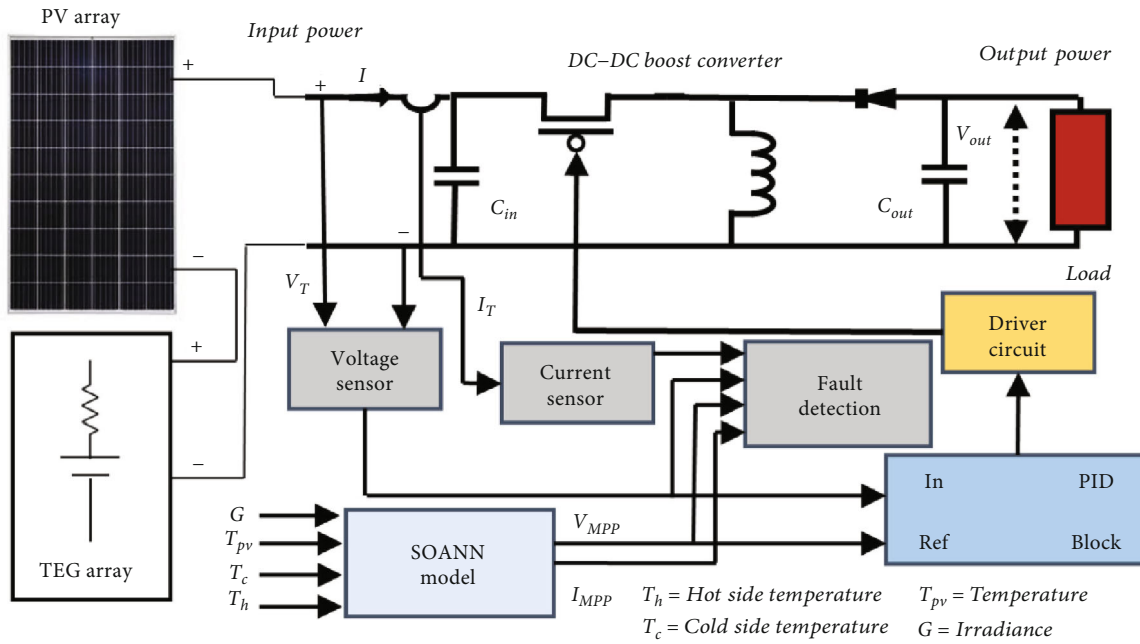 PV array
Input power
DC–DC boost converter
Output power
+
+
I
V_out
C_in
C_out
–
–
V_T
I_T
Load
+
–
TEG array
Voltage
sensor
Current
sensor
Fault
detection
Driver
circuit
In
PID
Ref
Block
G
T_pv
T_c
T_h
SOANN
model
V_MPP
I_MPP
T_h = Hot side temperature
T_pv = Temperature
T_c = Cold side temperature
G = Irradiance